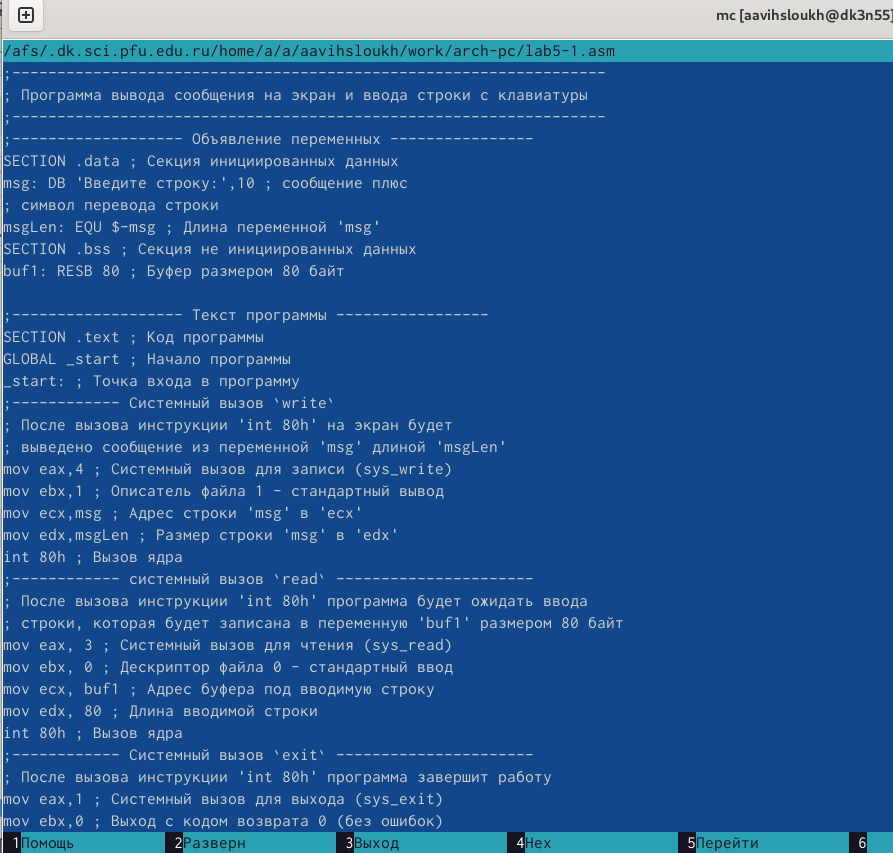 mc [aavihsloukh@dk3n55]
/afs/.dk.sci.pfu.edu.ru/home/a/a/aavihsloukh/work/arch-pc/lab5-1.asm
;------------------------------------------------------------------
; Программа вывода сообщения на экран и ввода строки с клавиатуры
;------------------------------------------------------------------
;------------------- Объявление переменных ----------------
SECTION .data ; Секция инициированных данных
msg: DB 'Введите строку:',10 ; сообщение плюс
; символ перевода строки
msgLen: EQU $-msg ; Длина переменной 'msg'
SECTION .bss ; Секция не инициированных данных
buf1: RESB 80 ; Буфер размером 80 байт
;------------------- Текст программы -----------------
SECTION .text ; Код программы
GLOBAL _start ; Начало программы
_start: ; Точка входа в программу
;------------ Системный вызов `write`
; После вызова инструкции 'int 80h' на экран будет
; выведено сообщение из переменной 'msg' длиной 'msgLen'
mov eax,4 ; Системный вызов для записи (sys_write)
mov ebx,1 ; Описатель файла 1 - стандартный вывод
mov ecx,msg ; Адрес строки 'msg' в 'ecx'
mov edx,msgLen ; Размер строки 'msg' в 'edx'
int 80h ; Вызов ядра
;------------ системный вызов `read` ----------------------
; После вызова инструкции 'int 80h' программа будет ожидать ввода
; строки, которая будет записана в переменную 'buf1' размером 80 байт
mov eax, 3 ; Системный вызов для чтения (sys_read)
mov ebx, 0 ; Дескриптор файла 0 - стандартный ввод
mov ecx, buf1 ; Адрес буфера под вводимую строку
mov edx, 80 ; Длина вводимой строки
int 80h ; Вызов ядра
;------------ Системный вызов `exit` ----------------------
; После вызова инструкции 'int 80h' программа завершит работу
mov eax,1 ; Системный вызов для выхода (sys_exit)
mov ebx,0 ; Выход с кодом возврата 0 (без ошибок)
1Помощь 2Разверн 3Выход 4Hex 5Перейти 6